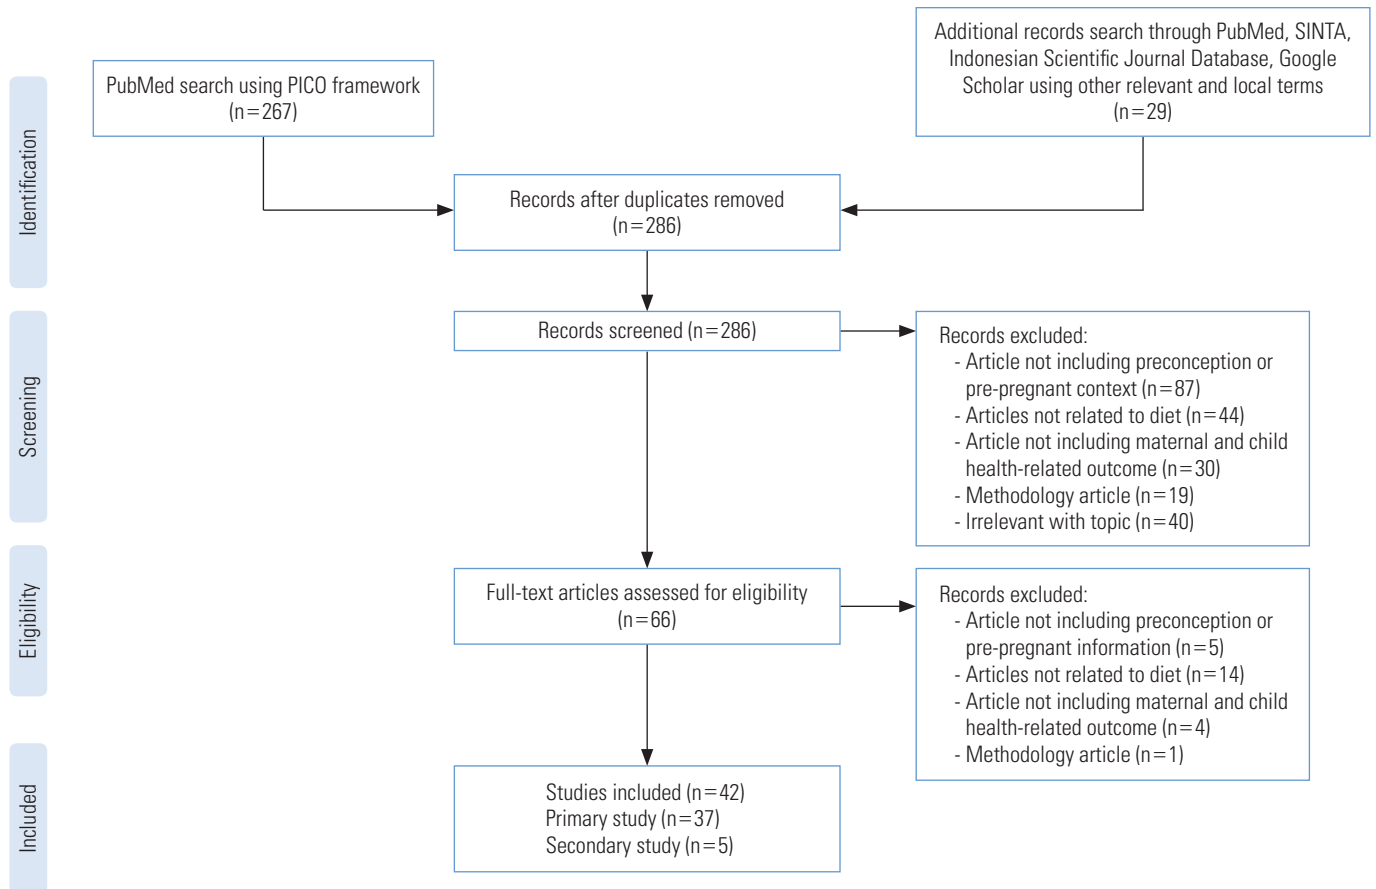 Identification
PubMed search using PICO framework
(n=267)
Additional records search through PubMed, SINTA,
Indonesian Scientific Journal Database, Google
Scholar using other relevant and local terms
(n=29)
Records after duplicates removed
(n=286)
Screening
Records screened (n=286)
Records excluded:
- Article not including preconception or
pre-pregnant context (n=87)
- Articles not related to diet (n=44)
- Article not including maternal and child
health-related outcome (n=30)
- Methodology article (n=19)
- Irrelevant with topic (n=40)
Eligibility
Full-text articles assessed for eligibility
(n=66)
Records excluded:
- Article not including preconception or
pre-pregnant information (n=5)
- Articles not related to diet (n=14)
- Article not including maternal and child
health-related outcome (n=4)
- Methodology article (n=1)
Included
Studies included (n=42)
Primary study (n=37)
Secondary study (n=5)